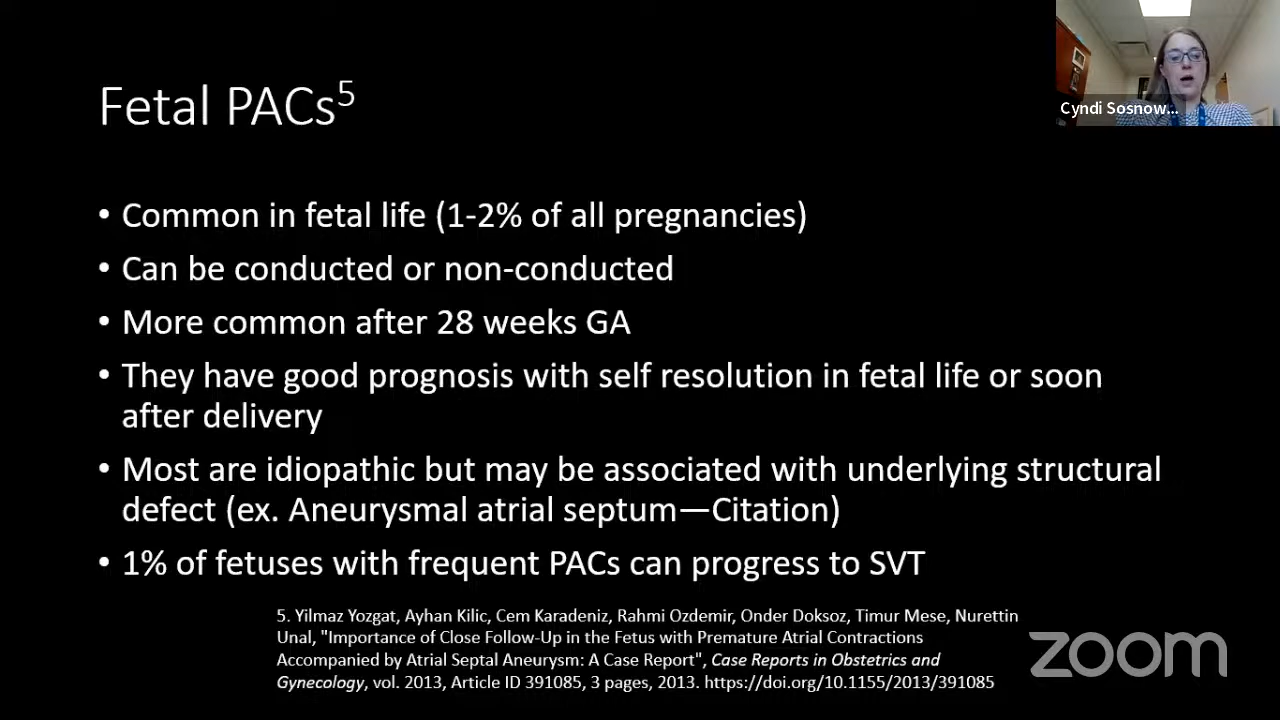 Fetal PACs5
Cyndi Sosnow...
• Common in fetal life (1-2% of all pregnancies)
• Can be conducted or non-conducted
• More common after 28 weeks GA
• They have good prognosis with self resolution in fetal life or soon
after delivery
• Most are idiopathic but may be associated with underlying structural
defect (ex. Aneurysmal atrial septum—Citation)
• 1% of fetuses with frequent PACs can progress to SVT
5. Yilmaz Yozgat, Ayhan Kilic, Cem Karadeniz, Rahmi Ozdemir, Onder Doksoz, Timur Mese, Nurettin
Unal, "Importance of Close Follow-Up in the Fetus with Premature Atrial Contractions
Accompanied by Atrial Septal Aneurysm: A Case Report", Case Reports in Obstetrics and
Gynecology, vol. 2013, Article ID 391085, 3 pages, 2013. https://doi.org/10.1155/2013/391085
zoom